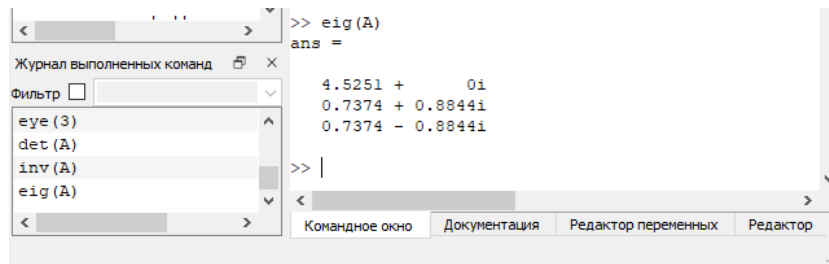 Журнал выполненных команд
Фильтр
eye(3)
det(A)
inv(A)
eig(A)
>> eig(A)
ans =
4.5251 + 0i
0.7374 + 0.8844i
0.7374 - 0.8844i
>>
Командное окно
Документация
Редактор переменных
Редактор